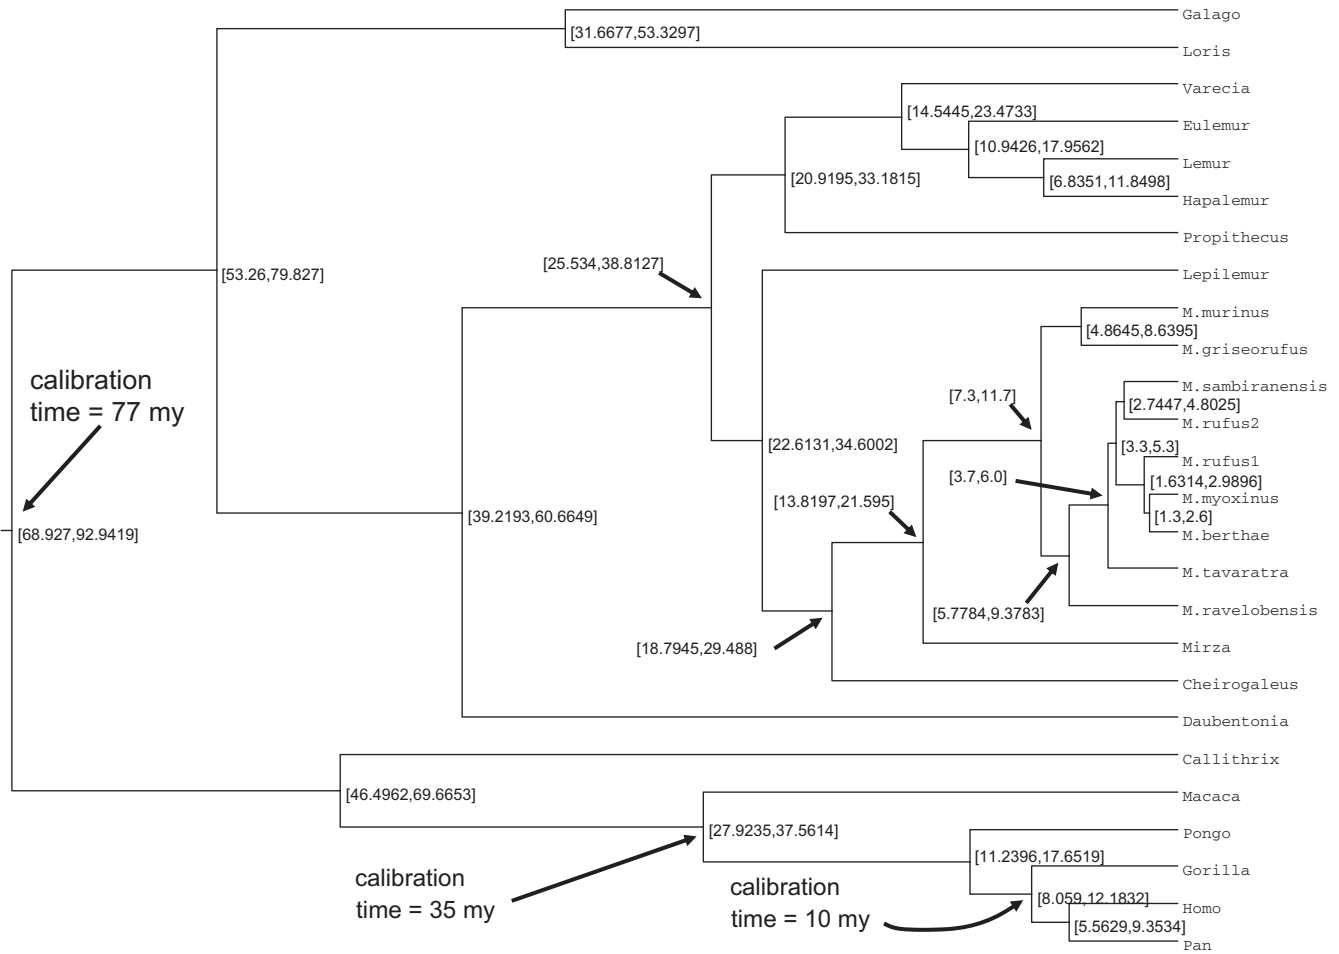 Galago
[31.6677,53.3297]
Loris
Varecia
[14.5445,23.4733]
Eulemur
[10.9426,17.9562]
Lemur
[6.8351,11.8498]
[20.9195,33.1815]
Hapalemur
Propithecus
[25.534,38.8127]
[53.26,79.827]
Lepilemur
M.murinus
[4.8645,8.6395]
M.griseorufus
calibration
time = 77 my
M.sambiranensis
[7.3,11.7]
[2.7447,4.8025]
M.rufus2
[22.6131,34.6002]
[3.3,5.3]
M.rufus1
[3.7,6.0]
[1.6314,2.9896]
M.myoxinus
[13.8197,21.595]
[39.2193,60.6649]
[1.3,2.6]
[68.927,92.9419]
M.berthae
M.tavaratra
[5.7784,9.3783]
M.ravelobensis
[18.7945,29.488]
Mirza
Cheirogaleus
Daubentonia
Callithrix
[46.4962,69.6653]
Macaca
[27.9235,37.5614]
Pongo
[11.2396,17.6519]
Gorilla
calibration
time = 35 my
calibration
time = 10 my
[8.059,12.1832]
Homo
[5.5629,9.3534]
Pan